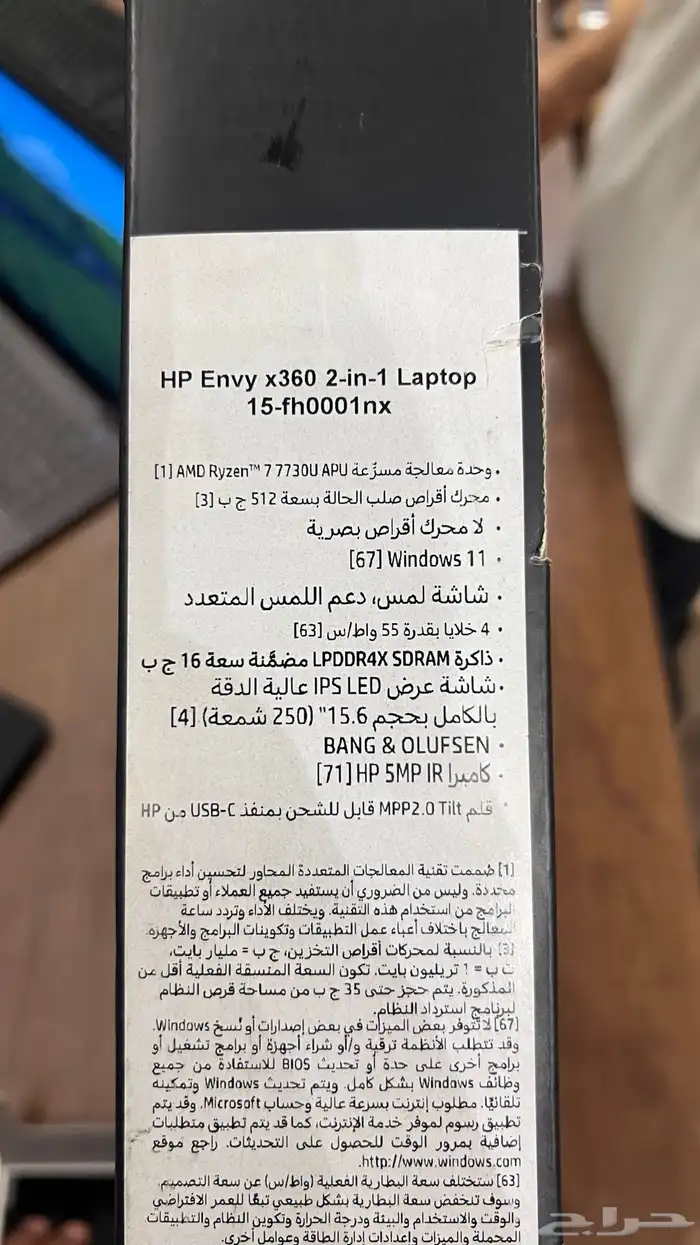 HP Envy x360 2-in-1 Laptop
15-fh0001nx
• وحدة معالجة مسرّعة AMD Ryzen™ 7 7730U APU [1]
• محرك أقراص صلب الحالة بسعة 512 ج ب [3]
• لا محرك أقراص بصرية
• Windows 11 [67]
• شاشة لمس، دعم اللمس المتعدد
• 4 خلايا بقدرة 55 واط/س [63]
• ذاكرة LPDDR4X SDRAM مضمَّنة سعة 16 ج ب
• شاشة عرض IPS LED عالية الدقة
بالكامل بحجم 15.6" (250 شمعة) [4]
• BANG & OLUFSEN
• كاميرا HP 5MP IR [71]
• قلم MPP2.0 Tilt قابل للشحن بمنفذ USB-C من HP
[1] صُممت تقنية المعالجات المتعددة المحاور لتحسين أداء برامج
محددة. وليس من الضروري أن يستفيد جميع العملاء أو تطبيقات
البرامج من استخدام هذه التقنية. ويختلف الأداء وتردد ساعة
المعالج باختلاف أعباء عمل التطبيقات وتكوينات البرامج والأجهزة.
[3] بالنسبة لمحركات أقراص التخزين، ج ب = مليار بايت،
ت ب = 1 تريليون بايت. تكون السعة المنسقة الفعلية أقل من
المذكورة. يتم حجز حتى 35 ج ب من مساحة قرص النظام
لبرنامج استرداد النظام.
[67] لا تتوفر بعض الميزات في بعض إصدارات أو نُسخ Windows.
وقد تتطلب الأنظمة ترقية و/أو شراء أجهزة أو برامج تشغيل أو
برامج أخرى على حدة أو تحديث BIOS للاستفادة من جميع
وظائف Windows بشكل كامل. ويتم تحديث Windows وتمكينه
تلقائيًا. مطلوب إنترنت بسرعة عالية وحساب Microsoft. وقد يتم
تطبيق رسوم لموفر خدمة الإنترنت، كما قد يتم تطبيق متطلبات
إضافية بمرور الوقت للحصول على التحديثات. راجع موقع
http://www.windows.com.
[63] ستختلف سعة البطارية الفعلية (واط/س) عن سعة التصميم.
وسوف تنخفض سعة البطارية بشكل طبيعي تبعًا للعمر الافتراضي
والوقت والاستخدام والبيئة ودرجة الحرارة وتكوين النظام والتطبيقات
المحملة والميزات وإعدادات إدارة الطاقة وعوامل أخرى.
حراج